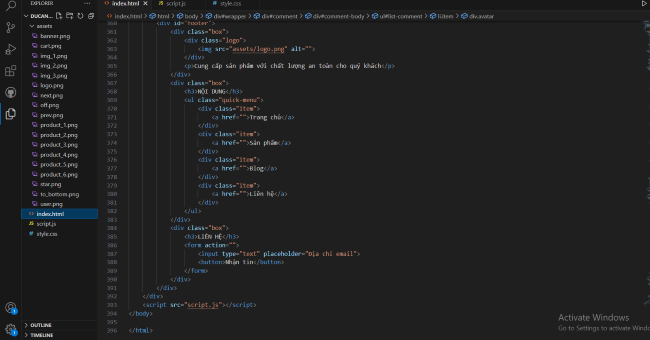 index.html
script.js
style.css
DUCAN...
index.html > html > body > div#wrapper > div#comment > div#comment-body > ul#list-comment > li.item > div.avatar
assets
banner.png
cart.png
img_1.png
img_2.png
img_3.png
logo.png
next.png
off.png
prev.png
product_1.png
product_2.png
product_3.png
product_4.png
product_5.png
product_6.png
star.png
to_bottom.png
user.png
index.html
script.js
style.css
OUTLINE
TIMELINE
360 <div id="footer">
361 <div class="box">
362 <div class="logo">
363 <img src="assets/logo.png" alt="">
364 </div>
365 <p>Cung cấp sản phẩm với chất lượng an toàn cho quý khách</p>
366 </div>
367 <div class="box">
368 <h3>NỘI DUNG</h3>
369 <ul class="quick-menu">
370 <div class="item">
371 <a href="">Trang chủ</a>
372 </div>
373 <div class="item">
374 <a href="">Sản phẩm</a>
375 </div>
376 <div class="item">
377 <a href="">Blog</a>
378 </div>
379 <div class="item">
380 <a href="">Liên hệ</a>
381 </div>
382 </ul>
383 </div>
384 <div class="box">
385 <h3>LIÊN HỆ</h3>
386 <form action="">
387 <input type="text" placeholder="Địa chỉ email">
388 <button>Nhận tin</button>
389 </form>
390 </div>
391 </div>
392 </div>
393 <script src="script.js"></script>
394 </body>
395
396 </html>
Activate Windows
Go to Settings to activate Windo